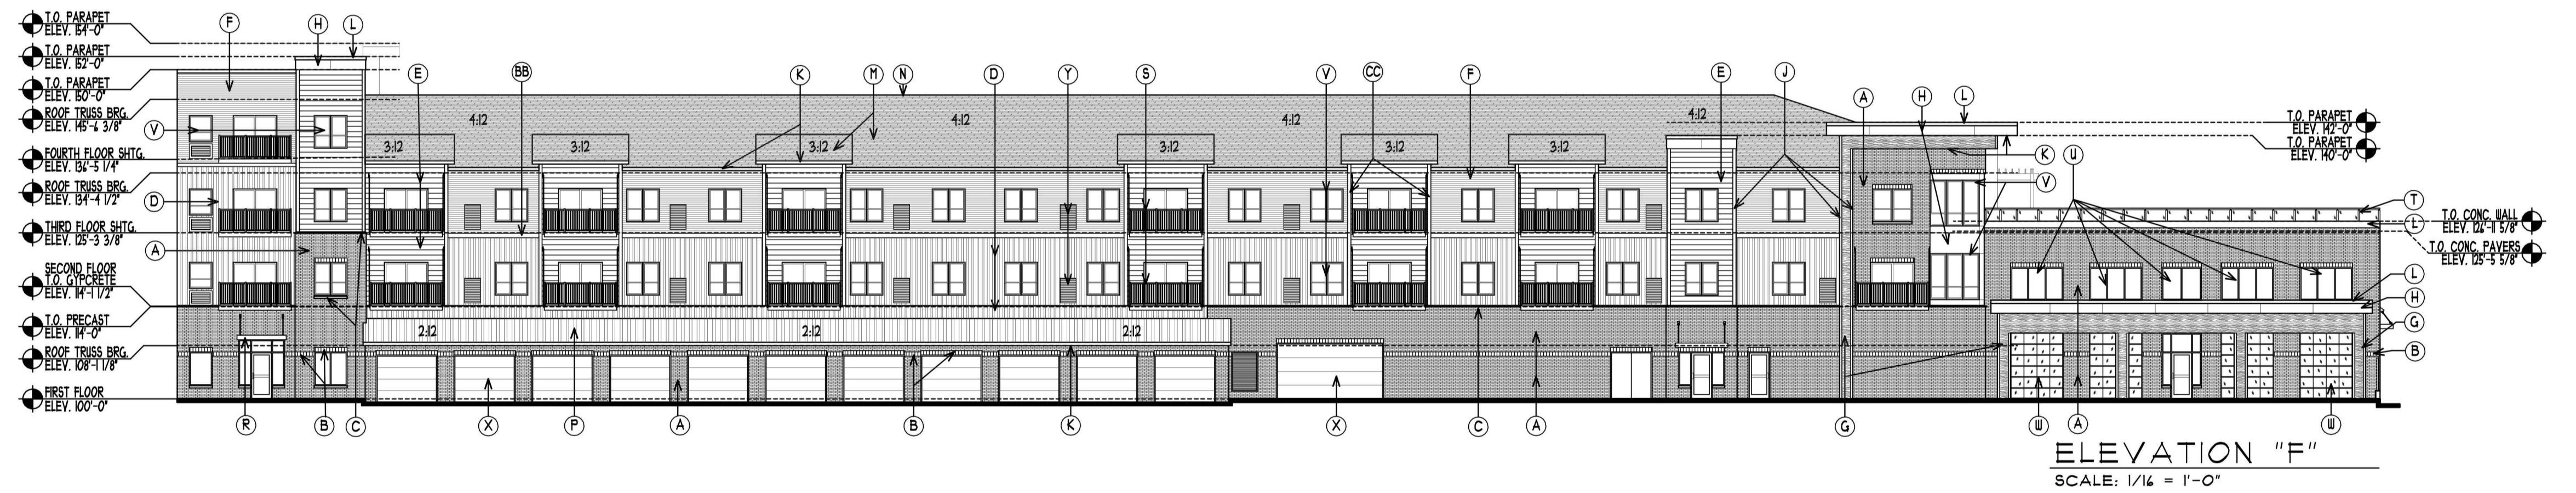 T.O. PARAPET
ELEV. 154'-0"
T.O. PARAPET
ELEV. 152'-0"
T.O. PARAPET
ELEV. 150'-0"
ROOF TRUSS BRG.
ELEV. 145'-6 3/8"
FOURTH FLOOR SHTG.
ELEV. 136'-5 1/4"
ROOF TRUSS BRG.
ELEV. 134'-4 1/2"
THIRD FLOOR SHTG.
ELEV. 125'-3 3/8"
SECOND FLOOR
T.O. GYPCRETE
ELEV. 114'-1 1/2"
T.O. PRECAST
ELEV. 114'-0"
ROOF TRUSS BRG.
ELEV. 108'-1 1/8"
FIRST FLOOR
ELEV. 100'-0"
F H L E BB K M N D Y S V CC F E J A H L
V
D
A
4:12 4:12 4:12 4:12
3:12 3:12 3:12 3:12 3:12 3:12
2:12 2:12 2:12
K U
V
T
L
L
H
G
B
T.O. PARAPET
ELEV. 142'-0"
T.O. PARAPET
ELEV. 140'-0"
T.O. CONC. WALL
ELEV. 126'-11 5/8"
T.O. CONC. PAVERS
ELEV. 125'-5 5/8"
R B C X P A B K X C A G W A W
ELEVATION "F"
SCALE: 1/16 = 1'-0"